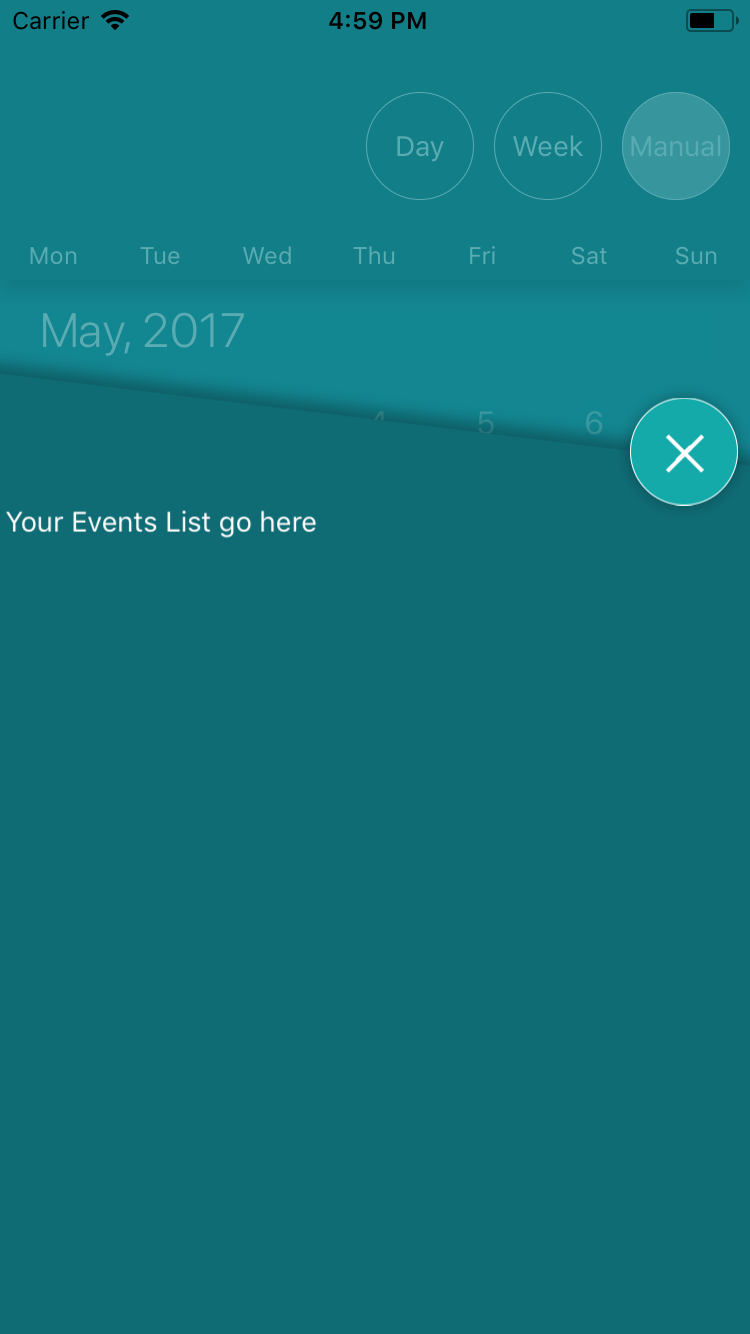 Carrier 4:59 PM
Day Week Manual
Mon Tue Wed Thu Fri Sat Sun
May, 2017
4 5 6
Your Events List go here